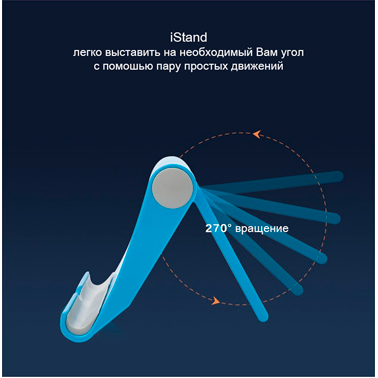 iStand
легко выставить на необходимый Вам угол
с помощью пару простых движений
270° вращение